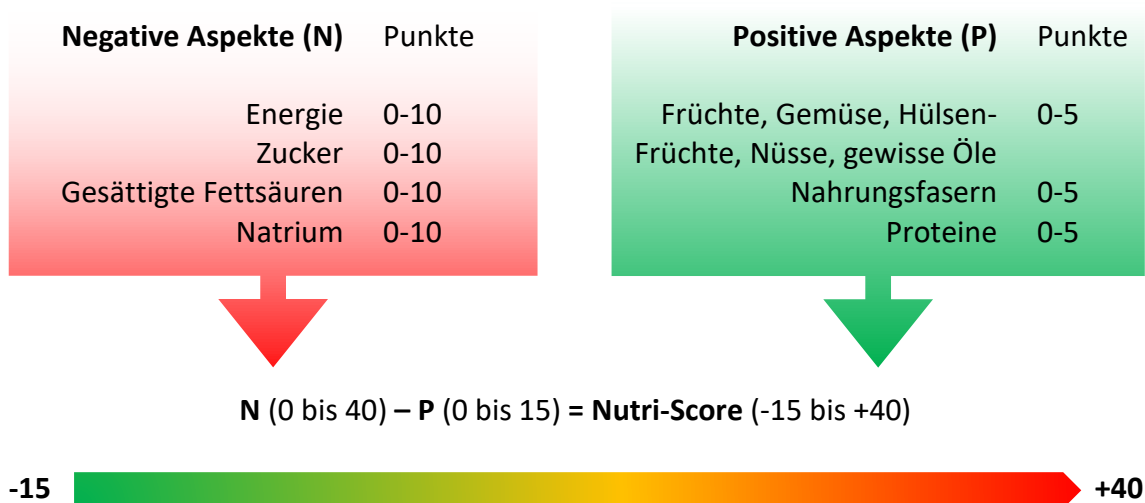 Negative Aspekte (N) Punkte
Energie 0-10
Zucker 0-10
Gesättigte Fettsäuren 0-10
Natrium 0-10
Positive Aspekte (P) Punkte
Früchte, Gemüse, Hülsen- 0-5
Früchte, Nüsse, gewisse Öle
Nahrungsfasern 0-5
Proteine 0-5
N (0 bis 40) – P (0 bis 15) = Nutri-Score (-15 bis +40)
-15 +40